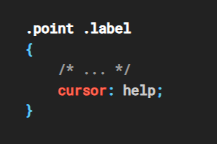 .point .label
{
    /* ... */
    cursor: help;
}